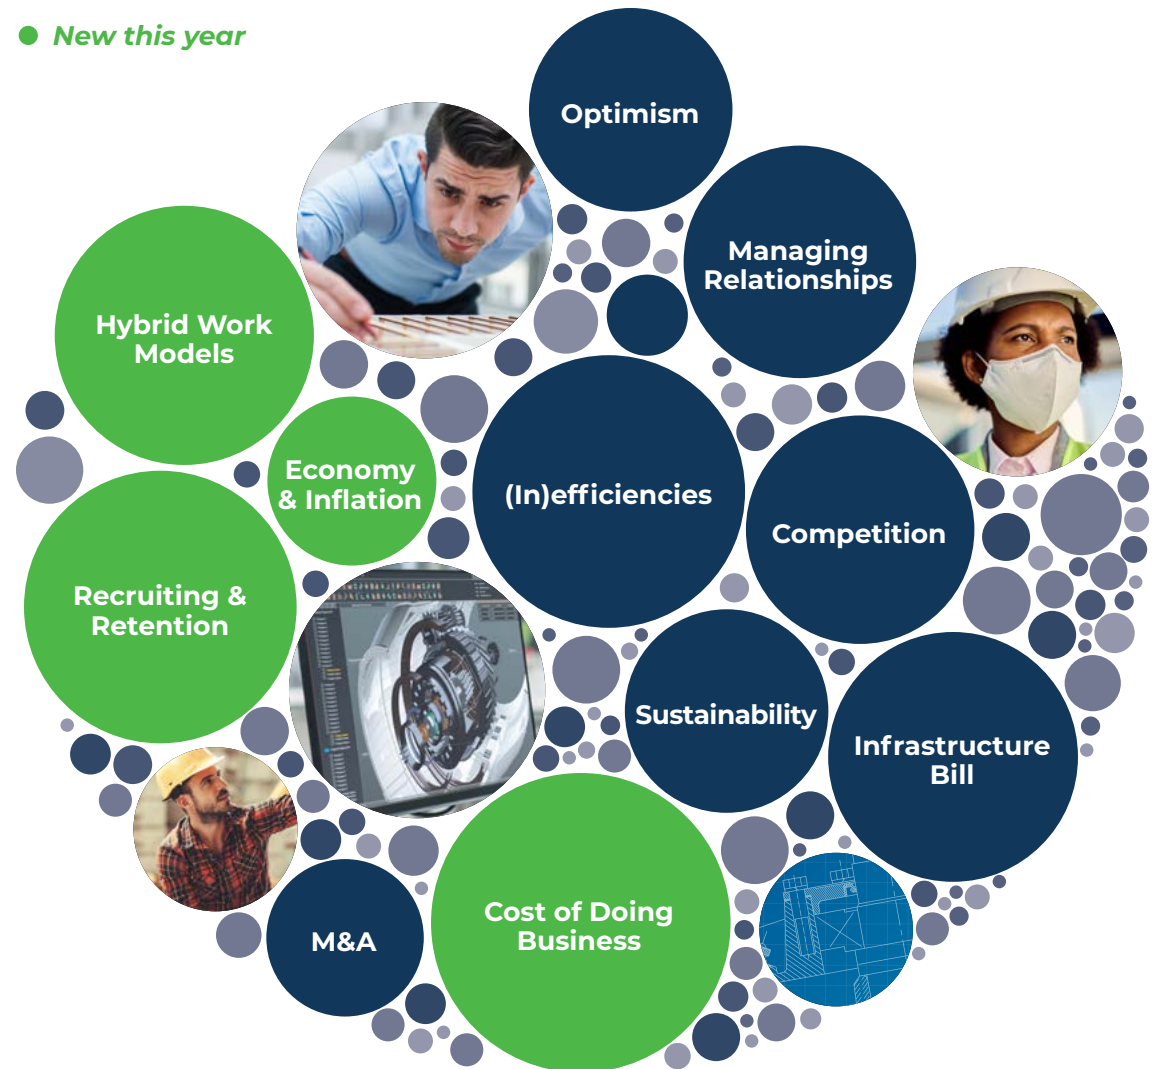 New this year
Optimism
Managing
Relationships
Hybrid Work
Models
Economy
& Inflation
(In)efficiencies
Competition
Recruiting &
Retention
Sustainability
Infrastructure
Bill
Cost of Doing
Business
M&A